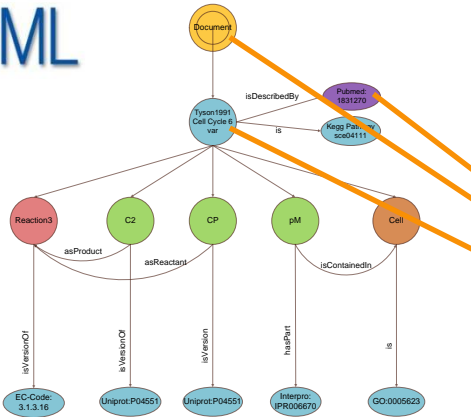 ML
Document
isDescribedBy
Pubmed:
1831270
Tyson1991
Cell Cycle 6
var
is
Kegg Pathway
sce04111
Reaction3
C2
CP
pM
Cell
asProduct
asReactant
isContainedIn
isVersionOf
isVersionOf
isVersion
hasPart
is
EC-Code:
3.1.3.16
Uniprot:P04551
Uniprot:P04551
Interpro:
IPR006670
GO:0005623